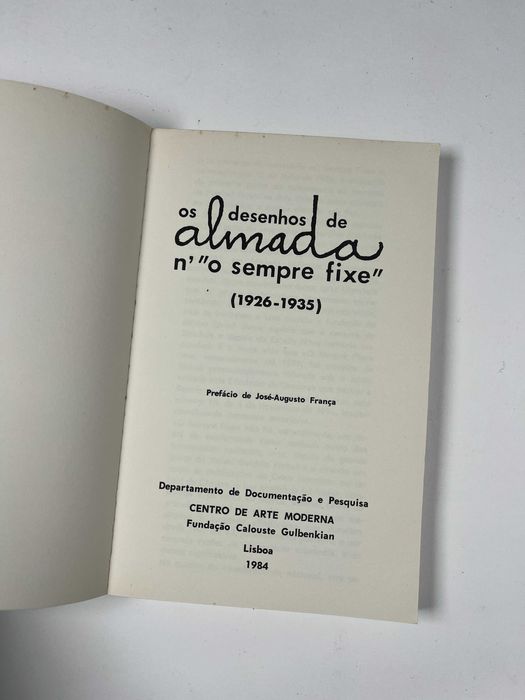 os desenhos de
almada
n' "o sempre fixe"
(1926-1935)
Prefácio de José-Augusto França
Departamento de Documentação e Pesquisa
CENTRO DE ARTE MODERNA
Fundação Calouste Gulbenkian
Lisboa
1984